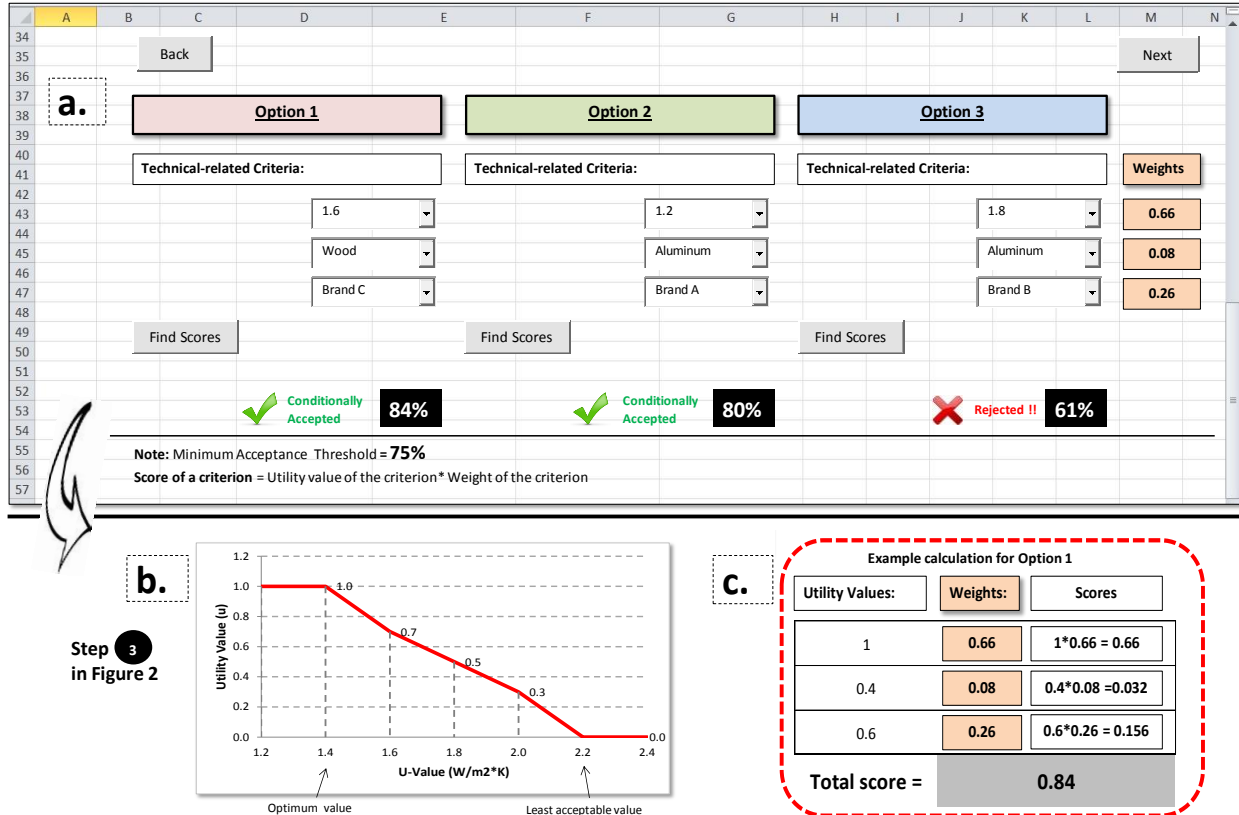 A B C D E F G H I J K L M N
34
35
36
37
38
39
40
41
42
43
44
45
46
47
48
49
50
51
52
53
54
55
56
57
Back
Next
a.
Option 1
Option 2
Option 3
Technical-related Criteria:
Technical-related Criteria:
Technical-related Criteria:
Weights
1.6
1.2
1.8
0.66
Wood
Aluminum
Aluminum
0.08
Brand C
Brand A
Brand B
0.26
Find Scores
Find Scores
Find Scores
Conditionally
Accepted
84%
Conditionally
Accepted
80%
Rejected !!
61%
Note: Minimum Acceptance Threshold = 75%
Score of a criterion = Utility value of the criterion* Weight of the criterion
b.
Step 3
in Figure 2
Utility Value (u)
1.2
1.0
0.8
0.6
0.4
0.2
0.0
1.0
0.7
0.5
0.3
0.0
1.2 1.4 1.6 1.8 2.0 2.2 2.4
U-Value (W/m2*K)
Optimum value
Least acceptable value
c.
Example calculation for Option 1
Utility Values:
Weights:
Scores
1
0.66
1*0.66 = 0.66
0.4
0.08
0.4*0.08 =0.032
0.6
0.26
0.6*0.26 = 0.156
Total score =
0.84